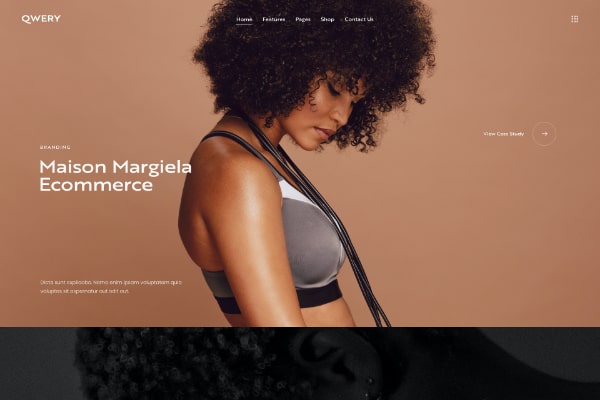 QWERY
Home Features Pages Shop Contact Us
View Case Study
BRANDING
Maison Margiela
Ecommerce
Dicta sunt explicabo. Nemo enim ipsam voluptatem quia
voluptas sit aspernatur aut odit aut.